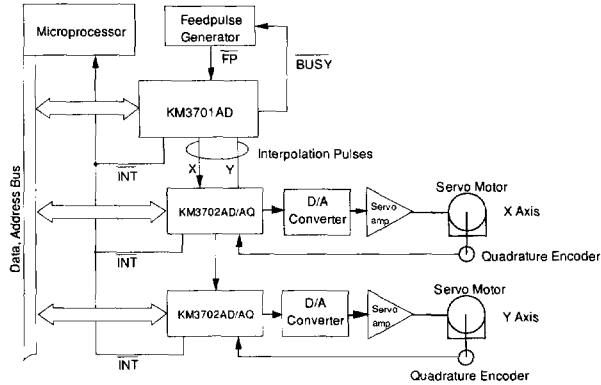 Microprocessor
Feedpulse
Generator
FP
BUSY
KM3701AD
Interpolation Pulses
X
Y
INT
Data, Address Bus
KM3702AD/AQ
D/A
Converter
Servo
amp
Servo Motor
X Axis
INT
Quadrature Encoder
KM3702AD/AQ
D/A
Converter
Servo
amp
Servo Motor
Y Axis
INT
Quadrature Encoder